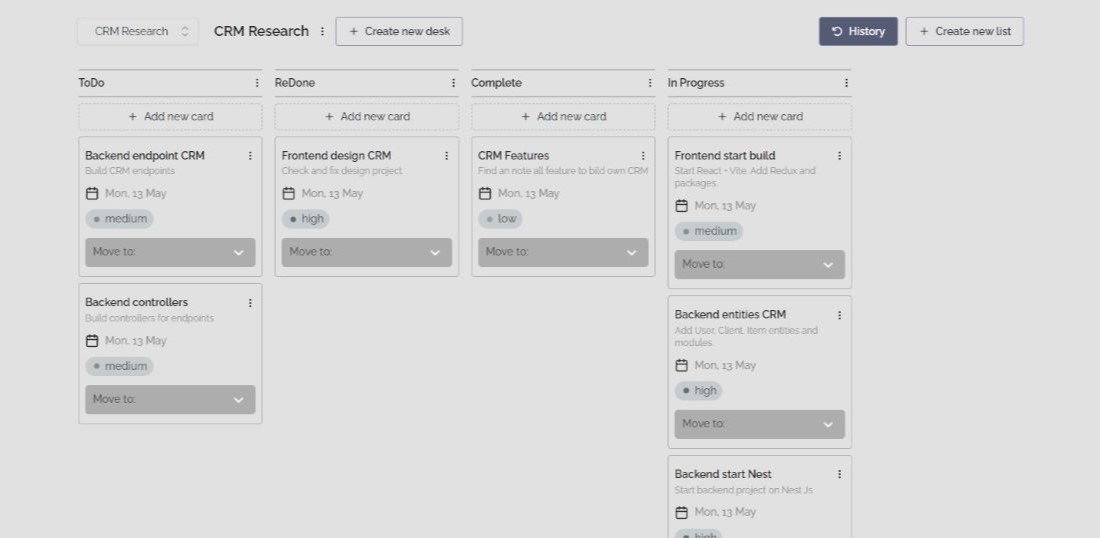 CRM Research
CRM Research
+ Create new desk
History
+ Create new list
ToDo
+ Add new card
Backend endpoint CRM
Build CRM endpoints
Mon, 13 May
medium
Move to:
Backend controllers
Build controllers for endpoints
Mon, 13 May
medium
Move to:
ReDone
+ Add new card
Frontend design CRM
Check and fix design project
Mon, 13 May
high
Move to:
Complete
+ Add new card
CRM Features
Find an note all feature to bild own CRM
Mon, 13 May
low
Move to:
In Progress
+ Add new card
Frontend start build
Start React + Vite. Add Redux and
packages.
Mon, 13 May
medium
Move to:
Backend entities CRM
Add User, Client, Item entities and
modules.
Mon, 13 May
high
Move to:
Backend start Nest
Start backend project on Nest Js
Mon, 13 May
high